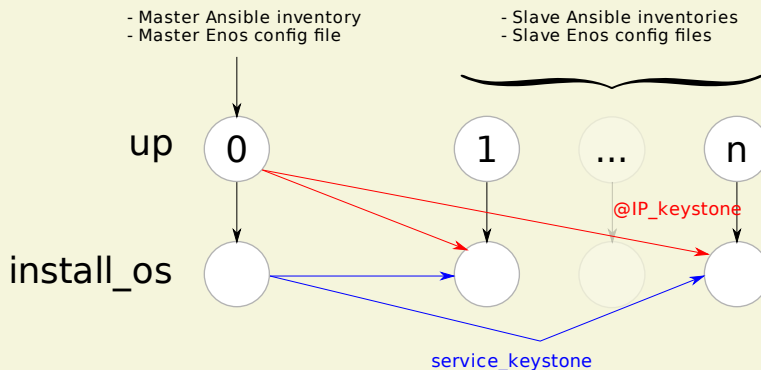 - Master Ansible inventory
- Master Enos config file
- Slave Ansible inventories
- Slave Enos config files
up
0
1
...
n
@IP_keystone
install_os
service_keystone